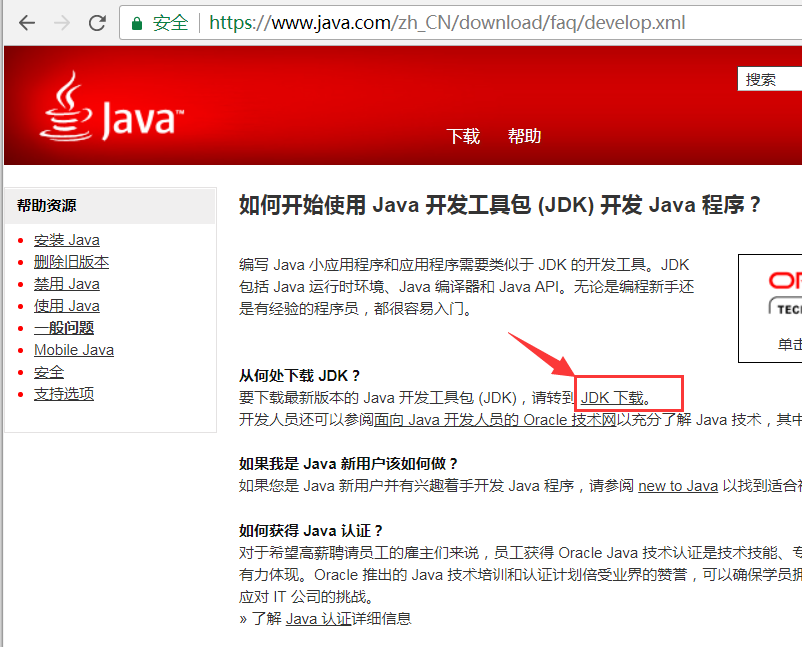 安全 https://www.java.com/zh_CN/download/faq/develop.xml
Java™
搜索
下载 帮助
帮助资源
安装 Java
删除旧版本
禁用 Java
使用 Java
一般问题
Mobile Java
安全
支持选项
如何开始使用 Java 开发工具包 (JDK) 开发 Java 程序？
编写 Java 小应用程序和应用程序需要类似于 JDK 的开发工具。JDK
包括 Java 运行时环境、Java 编译器和 Java API。无论是编程新手还
是有经验的程序员，都很容易入门。
单击
从何处下载 JDK？
要下载最新版本的 Java 开发工具包 (JDK)，请转到 JDK 下载。
开发人员还可以参阅面向 Java 开发人员的 Oracle 技术网以充分了解 Java 技术，其中
如果我是 Java 新用户该如何做？
如果您是 Java 新用户并有兴趣着手开发 Java 程序，请参阅 new to Java 以找到适合
如何获得 Java 认证？
对于希望高薪聘请员工的雇主们来说，员工获得 Oracle Java 技术认证是技术技能、专
有力体现。Oracle 推出的 Java 技术培训和认证计划倍受业界的赞誉，可以确保学员拥
应对 IT 公司的挑战。
» 了解 Java 认证详细信息